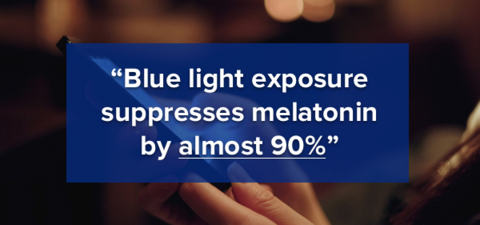 “Blue light exposure
suppresses melatonin
by almost 90%”